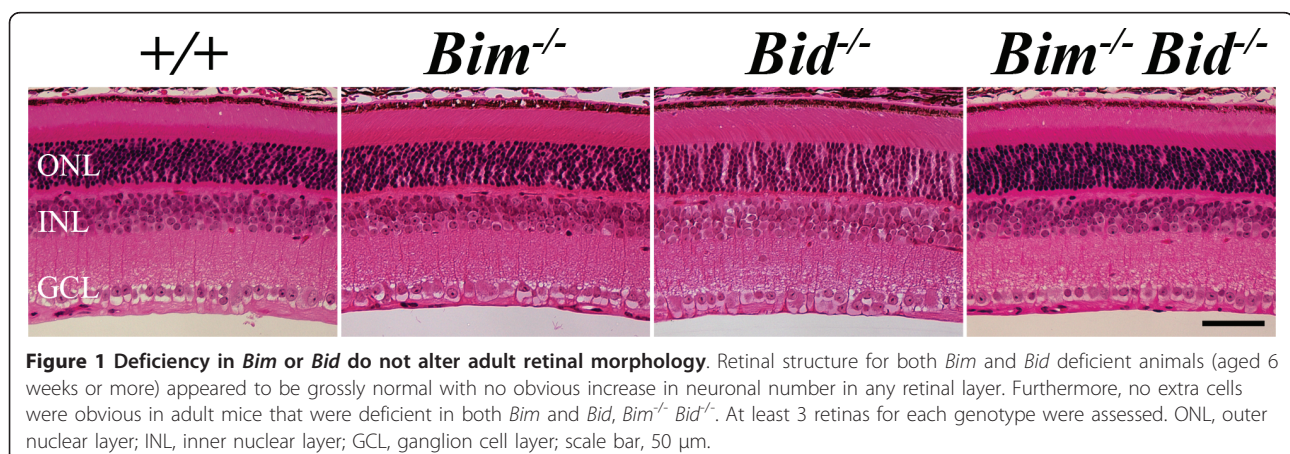 +/+ Bim-/- Bid-/- Bim-/- Bid-/-
ONL
INL
GCL
Figure 1 Deficiency in Bim or Bid do not alter adult retinal morphology. Retinal structure for both Bim and Bid deficient animals (aged 6
weeks or more) appeared to be grossly normal with no obvious increase in neuronal number in any retinal layer. Furthermore, no extra cells
were obvious in adult mice that were deficient in both Bim and Bid, Bim-/- Bid-/-. At least 3 retinas for each genotype were assessed. ONL, outer
nuclear layer; INL, inner nuclear layer; GCL, ganglion cell layer; scale bar, 50 μm.